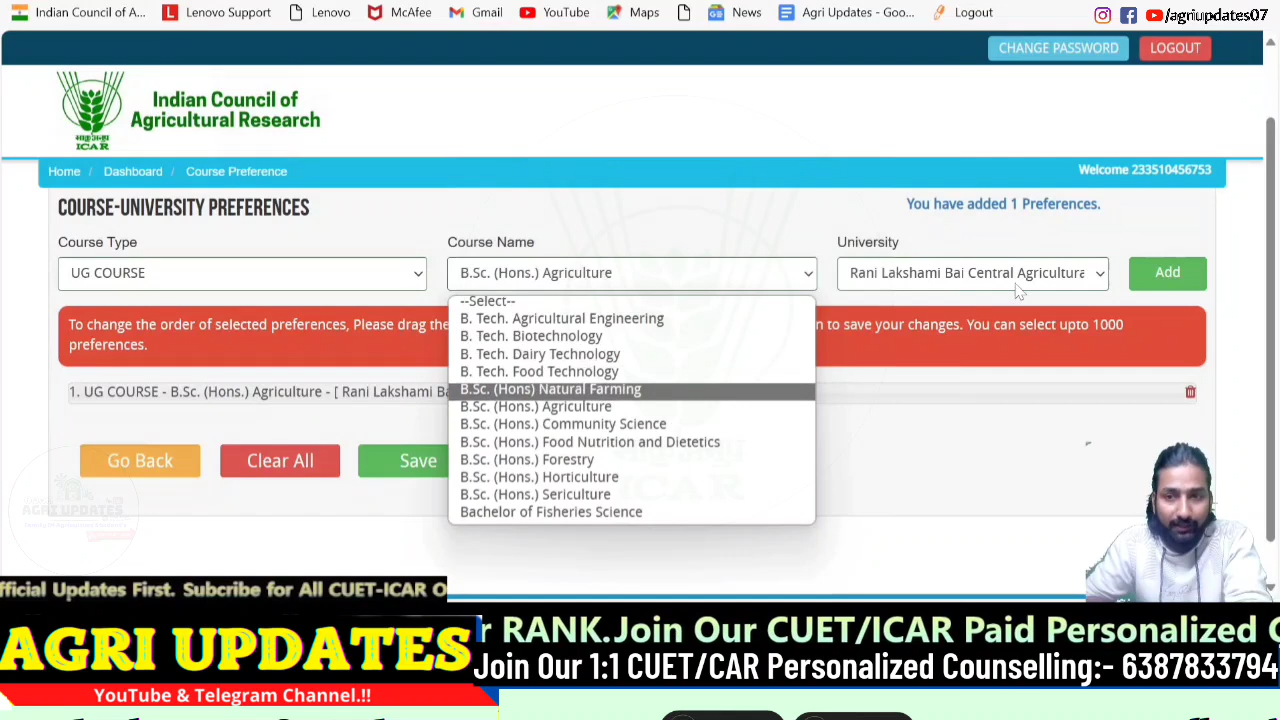 Indian Council of A...
Lenovo Support
Lenovo
McAfee
Gmail
YouTube
Maps
News
Agri Updates - Goo...
Logout
/agriupdates07
CHANGE PASSWORD
LOGOUT
Indian Council of
Agricultural Research
ICAR
Home / Dashboard / Course Preference
Welcome 233510456753
COURSE-UNIVERSITY PREFERENCES
You have added 1 Preferences.
Course Type
Course Name
University
UG COURSE
B.Sc. (Hons.) Agriculture
Rani Lakshami Bai Central Agricultura
Add
--Select--
B. Tech. Agricultural Engineering
B. Tech. Biotechnology
B. Tech. Dairy Technology
B. Tech. Food Technology
B.Sc. (Hons) Natural Farming
B.Sc. (Hons.) Agriculture
B.Sc. (Hons.) Community Science
B.Sc. (Hons.) Food Nutrition and Dietetics
B.Sc. (Hons.) Forestry
B.Sc. (Hons.) Horticulture
B.Sc. (Hons.) Sericulture
Bachelor of Fisheries Science
To change the order of selected preferences, Please drag the
n to save your changes. You can select upto 1000
preferences.
1. UG COURSE - B.Sc. (Hons.) Agriculture - [ Rani Lakshami Ba
Go Back
Clear All
Save
ICAR
AGRI UPDATES
fficial Updates First. Subcribe for All CUET-ICAR O
AGRI UPDATES
YouTube & Telegram Channel.!!
r RANK.Join Our CUET/ICAR Paid Personalized C
Join Our 1:1 CUET/CAR Personalized Counselling:- 6387833794